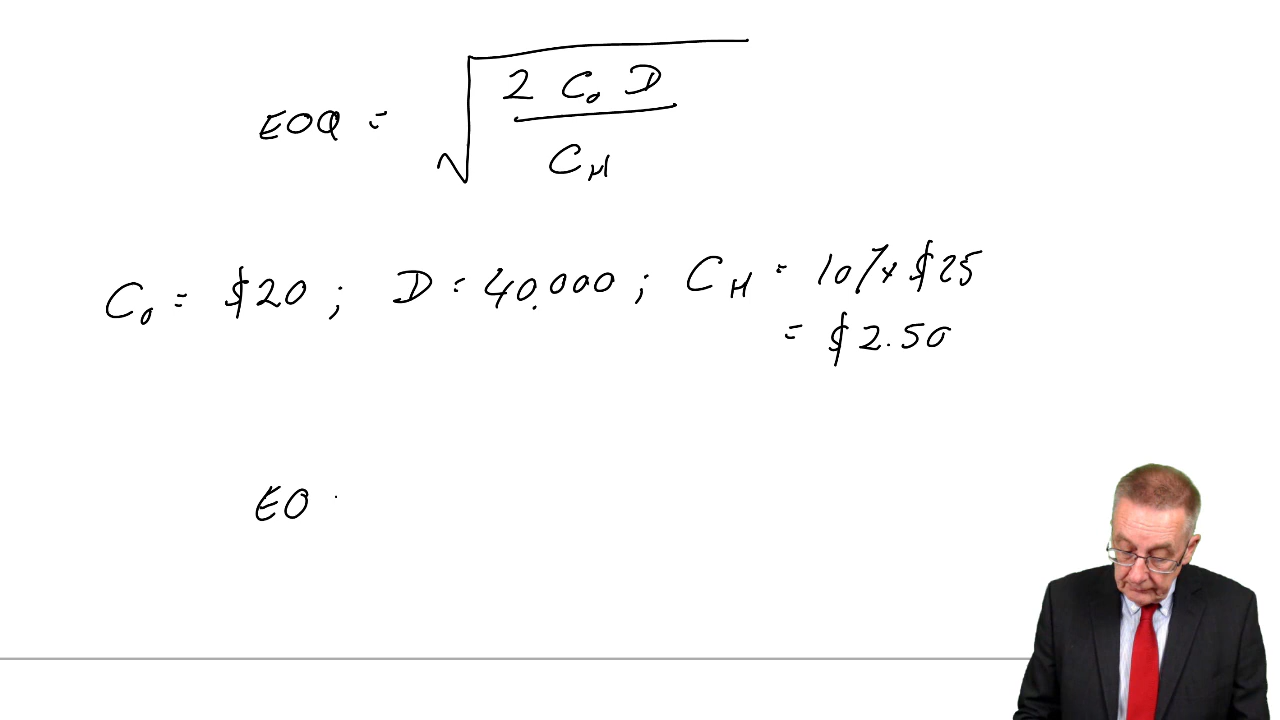 EOQ = √(2 C₀ D / C_H)
C₀ = $20 ; D = 40,000 ; C_H = 10% x $25
= $2.50
EO